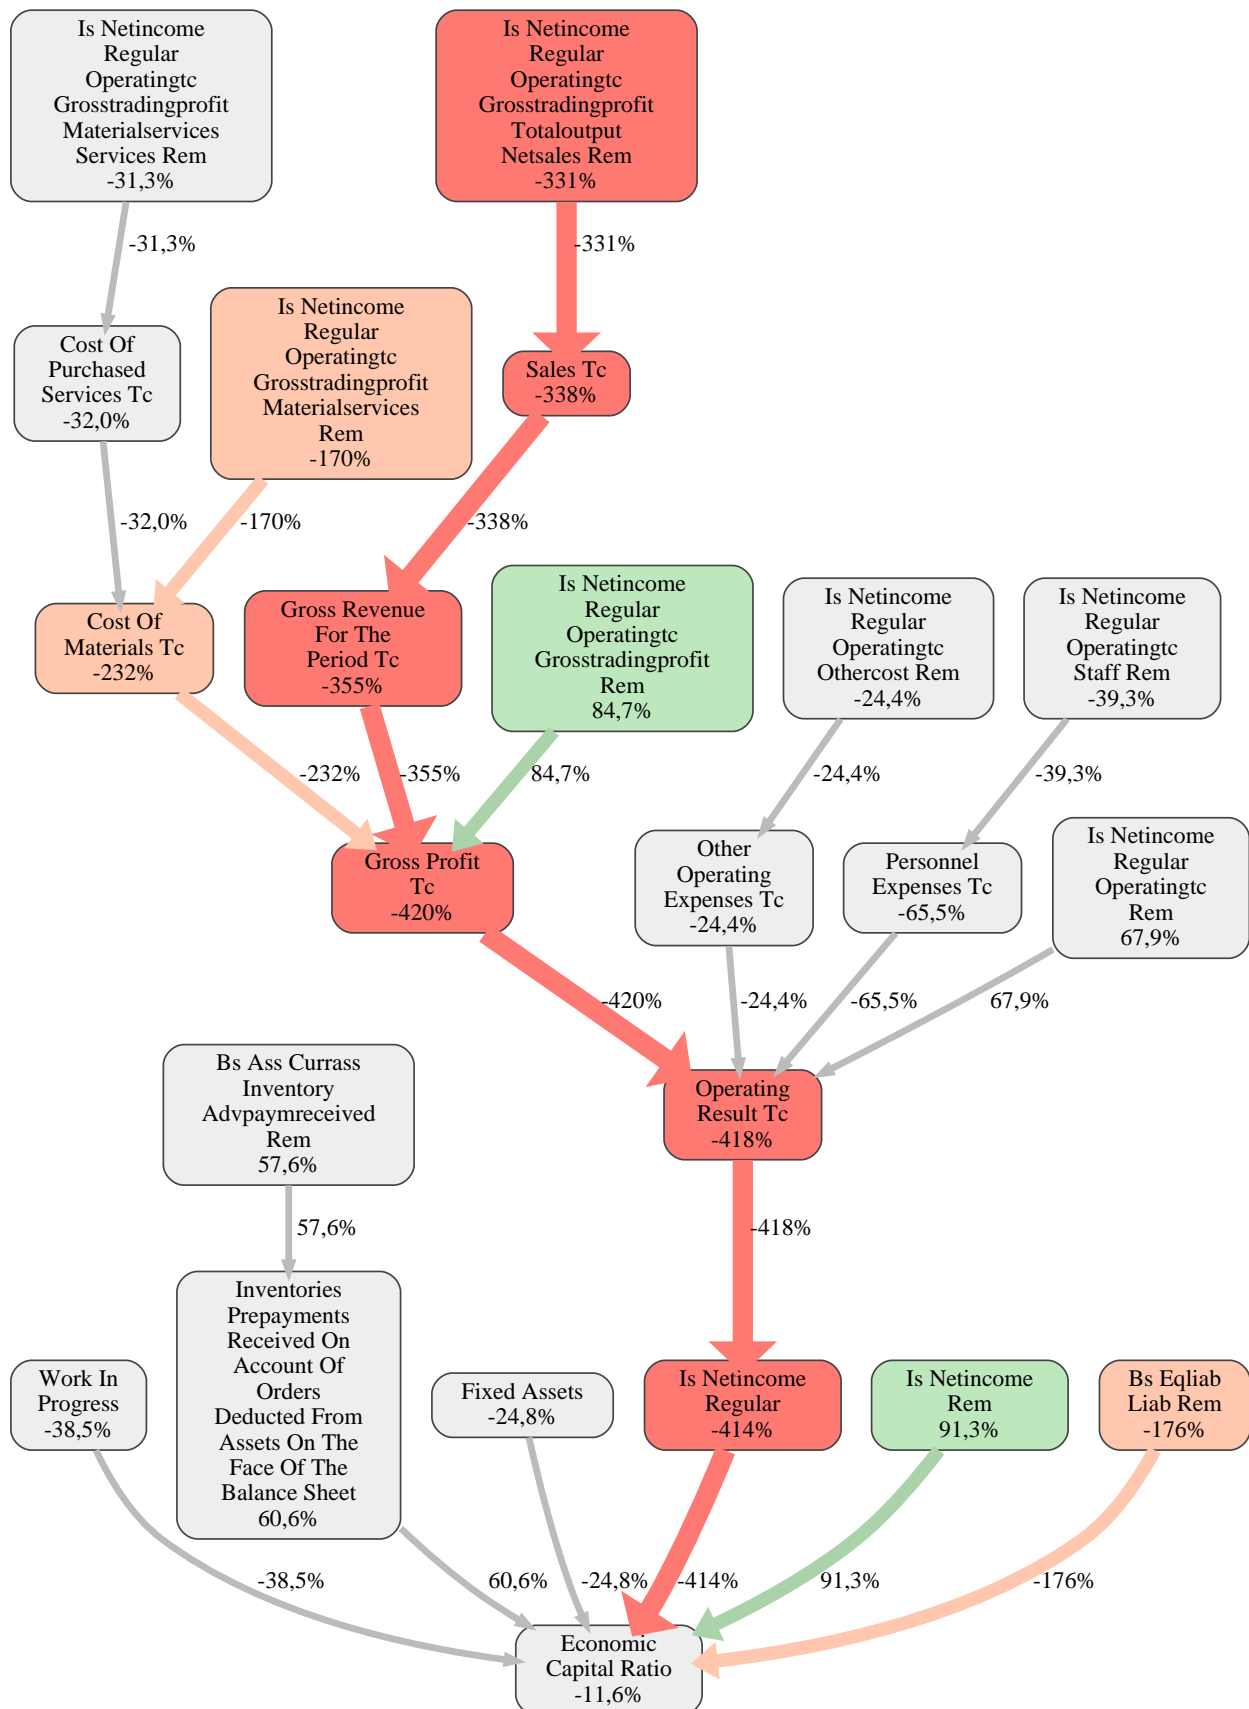 Is Netincome
Regular
Operatingtc
Grosstradingprofit
Materialservices
Services Rem
-31,3%
Is Netincome
Regular
Operatingtc
Grosstradingprofit
Totaloutput
Netsales Rem
-331%
-31,3%
-331%
Cost Of
Purchased
Services Tc
-32,0%
Is Netincome
Regular
Operatingtc
Grosstradingprofit
Materialservices
Rem
-170%
Sales Tc
-338%
-32,0%
-170%
-338%
Cost Of
Materials Tc
-232%
Gross Revenue
For The
Period Tc
-355%
Is Netincome
Regular
Operatingtc
Grosstradingprofit
Rem
84,7%
Is Netincome
Regular
Operatingtc
Othercost Rem
-24,4%
Is Netincome
Regular
Operatingtc
Staff Rem
-39,3%
-232%
-355%
84,7%
-24,4%
-39,3%
Gross Profit
Tc
-420%
Other
Operating
Expenses Tc
-24,4%
Personnel
Expenses Tc
-65,5%
Is Netincome
Regular
Operatingtc
Rem
67,9%
-420%
-24,4%
-65,5%
67,9%
Bs Ass Currass
Inventory
Advpaymreceived
Rem
57,6%
Operating
Result Tc
-418%
57,6%
-418%
Work In
Progress
-38,5%
Inventories
Prepayments
Received On
Account Of
Orders
Deducted From
Assets On The
Face Of The
Balance Sheet
60,6%
Fixed Assets
-24,8%
Is Netincome
Regular
-414%
Is Netincome
Rem
91,3%
Bs Eqliab
Liab Rem
-176%
-38,5%
60,6%
-24,8%
-414%
91,3%
-176%
Economic
Capital Ratio
-11,6%